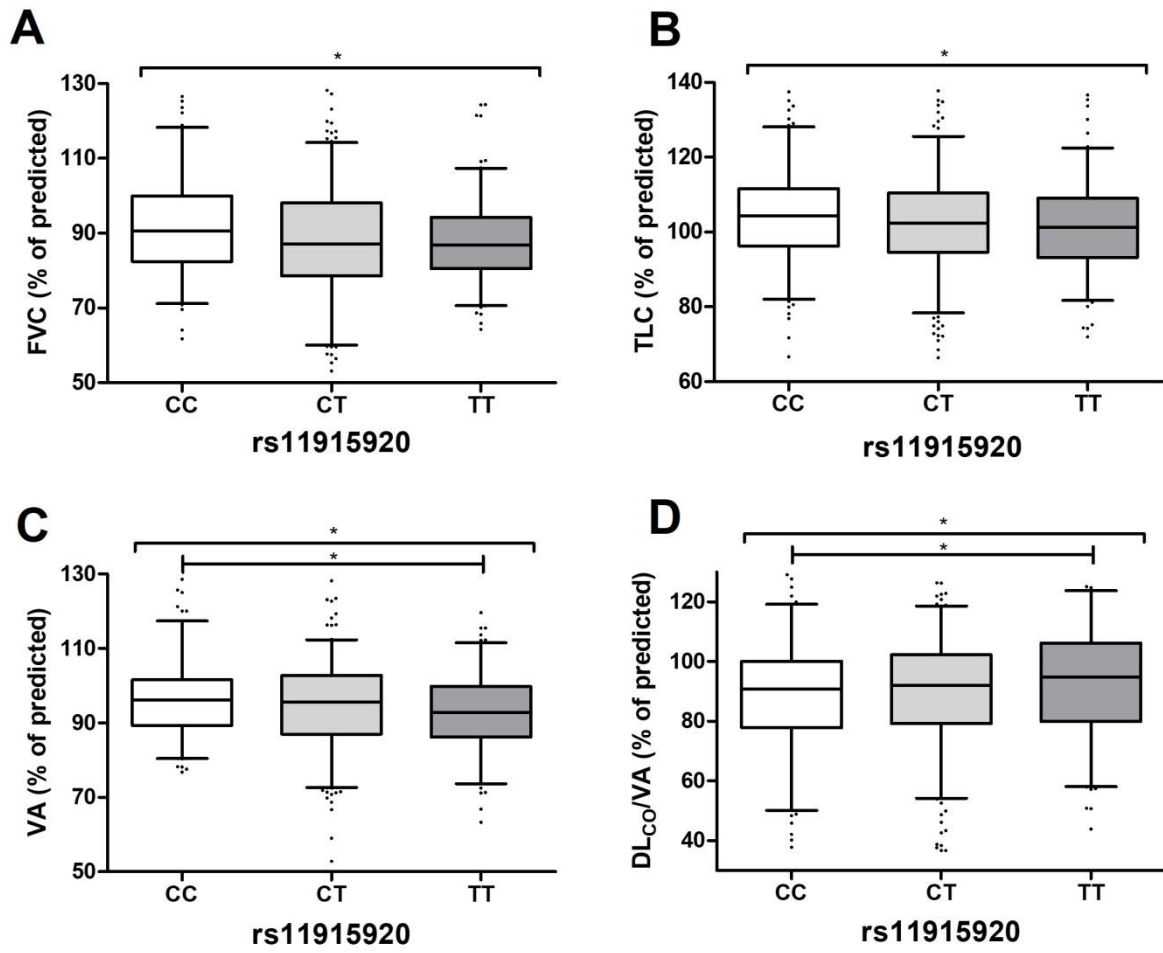 A
*
FVC (% of predicted)
130
110
90
70
50
CC CT TT
rs11915920
B
*
TLC (% of predicted)
140
120
100
80
60
CC CT TT
rs11915920
C
*
*
VA (% of predicted)
130
110
90
70
50
CC CT TT
rs11915920
D
*
*
DLCO/VA (% of predicted)
120
100
80
60
40
CC CT TT
rs11915920